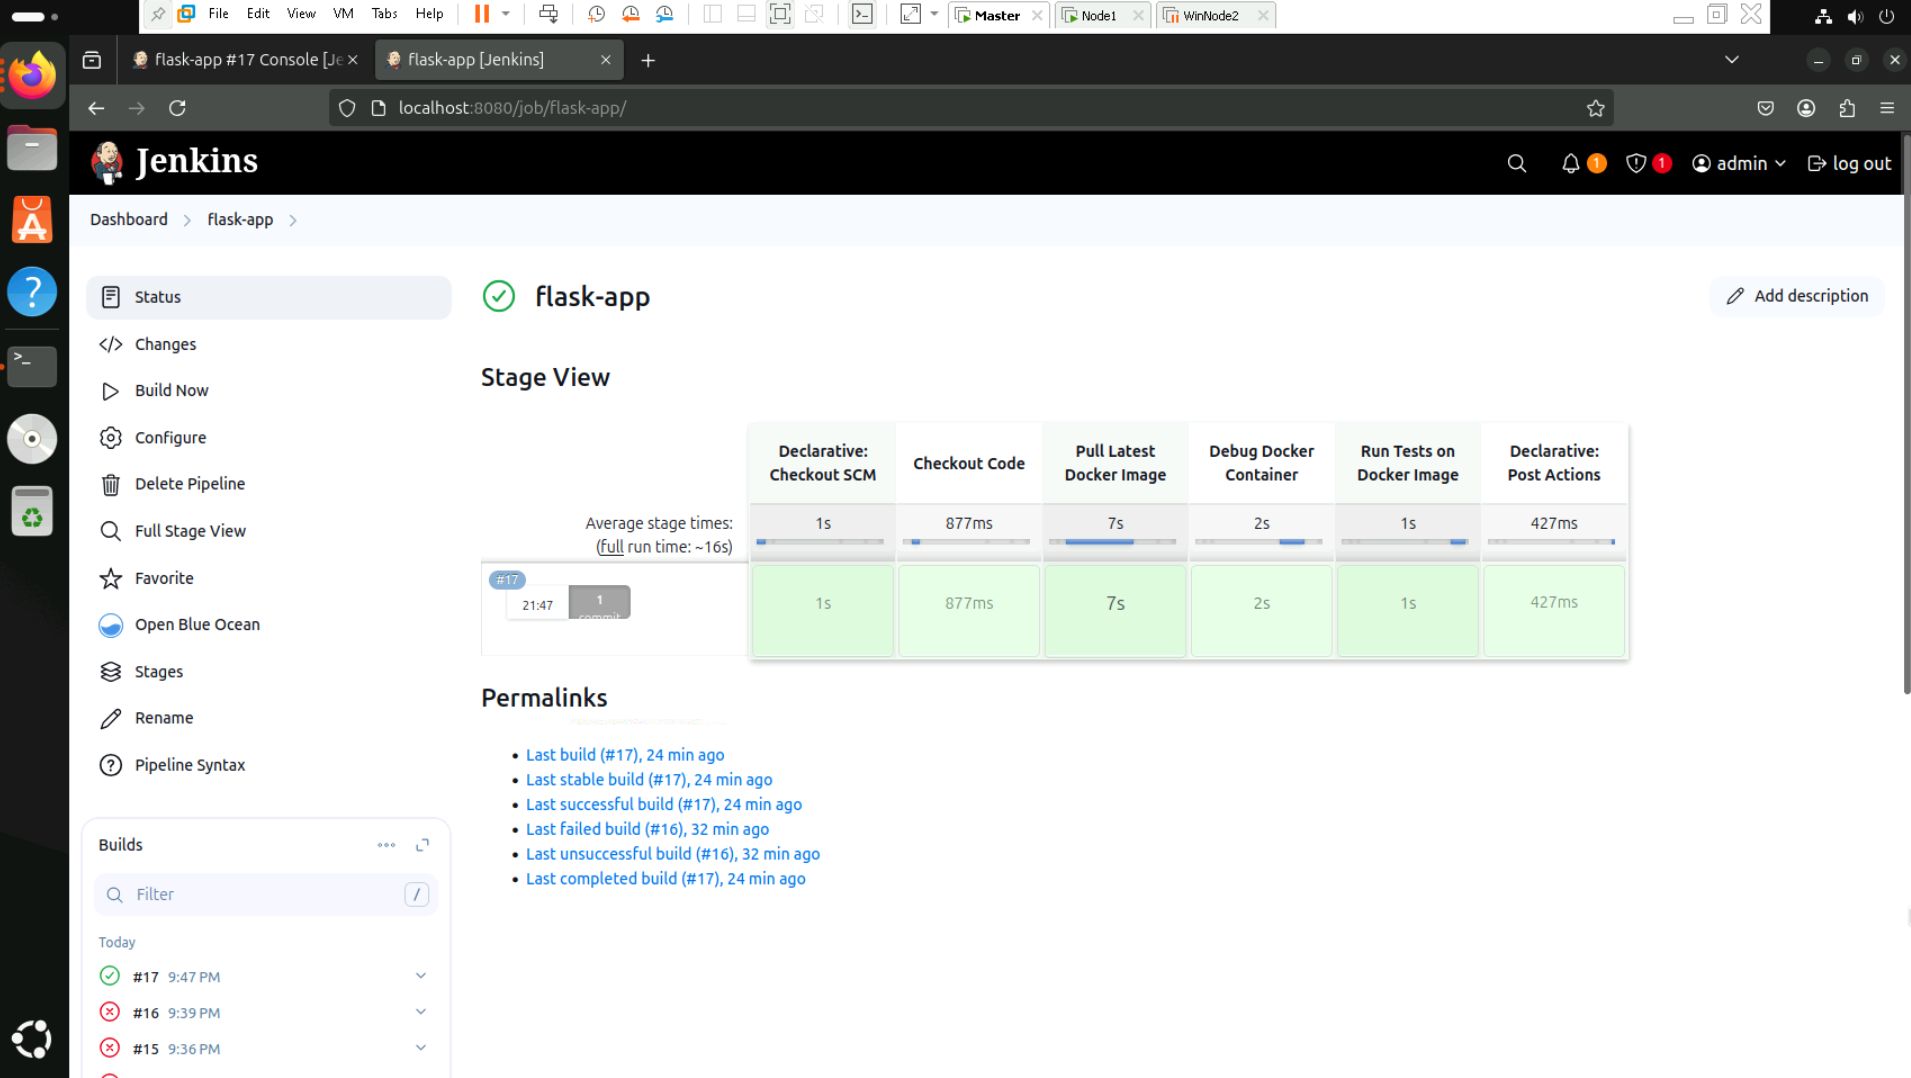 File Edit View VM Tabs Help Master Node1 WinNode2
flask-app #17 Console [Je
flask-app [Jenkins]
localhost:8080/job/flask-app/
Jenkins
1
1
admin
log out
Dashboard
flask-app
Status
Changes
Build Now
Configure
Delete Pipeline
Full Stage View
Favorite
Open Blue Ocean
Stages
Rename
Pipeline Syntax
Builds
Filter
/
Today
#17 9:47 PM
#16 9:39 PM
#15 9:36 PM
flask-app
Add description
Stage View
Declarative: Checkout SCM
Checkout Code
Pull Latest Docker Image
Debug Docker Container
Run Tests on Docker Image
Declarative: Post Actions
Average stage times:
(full run time: ~16s)
1s 877ms 7s 2s 1s 427ms
#17
21:47
1
commit
1s 877ms 7s 2s 1s 427ms
Permalinks
Last build (#17), 24 min ago
Last stable build (#17), 24 min ago
Last successful build (#17), 24 min ago
Last failed build (#16), 32 min ago
Last unsuccessful build (#16), 32 min ago
Last completed build (#17), 24 min ago